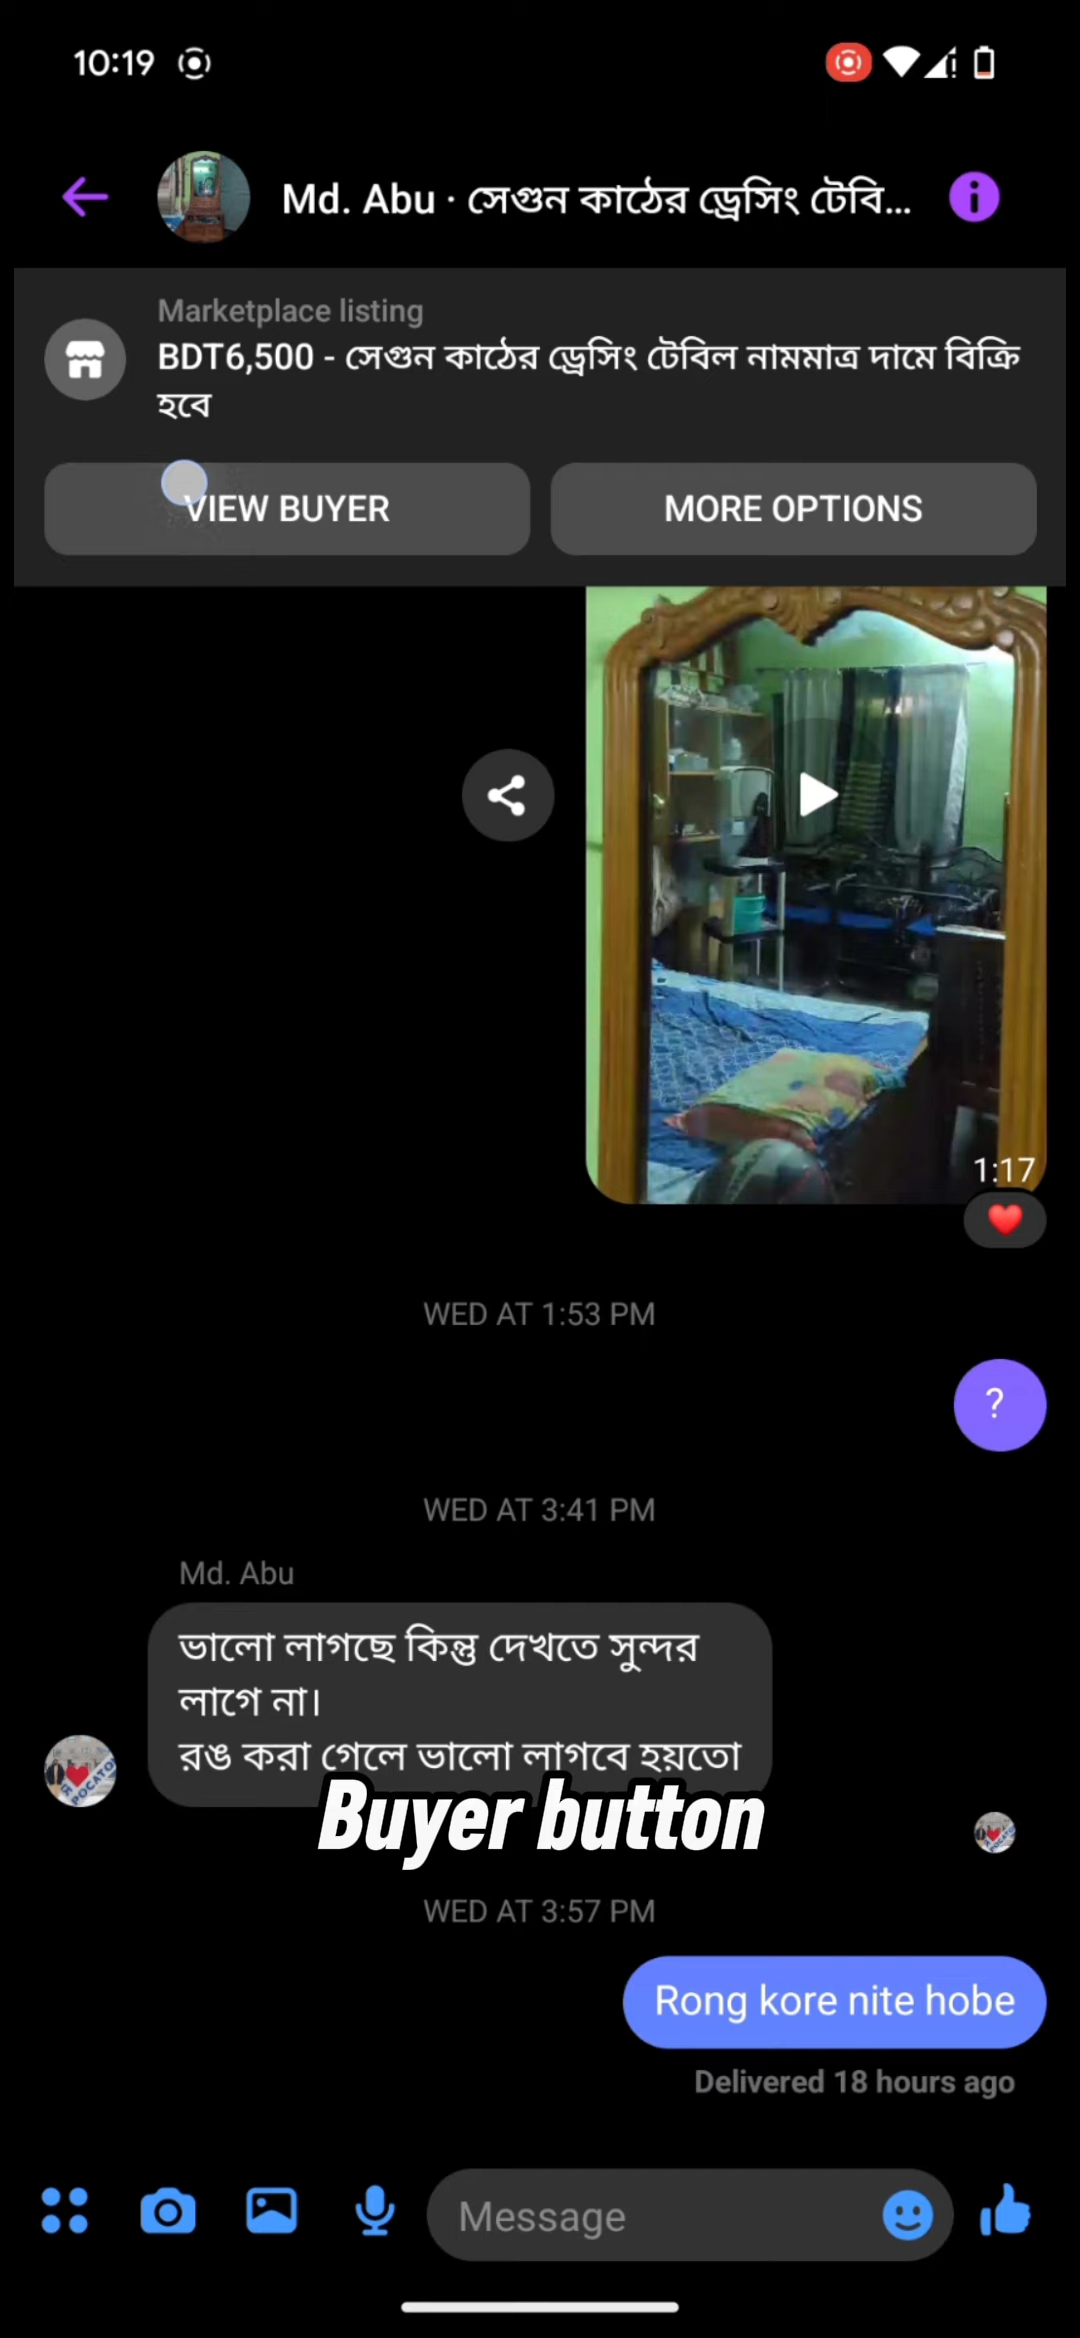 10:19
Md. Abu · সেগুন কাঠের ড্রেসিং টেবি...
Marketplace listing
BDT6,500 - সেগুন কাঠের ড্রেসিং টেবিল নামমাত্র দামে বিক্রি
হবে
VIEW BUYER
MORE OPTIONS
1:17
WED AT 1:53 PM
?
WED AT 3:41 PM
Md. Abu
ভালো লাগছে কিন্তু দেখতে সুন্দর
লাগে না।
রঙ করা গেলে ভালো লাগবে হয়তো
Buyer button
WED AT 3:57 PM
Rong kore nite hobe
Delivered 18 hours ago
Message